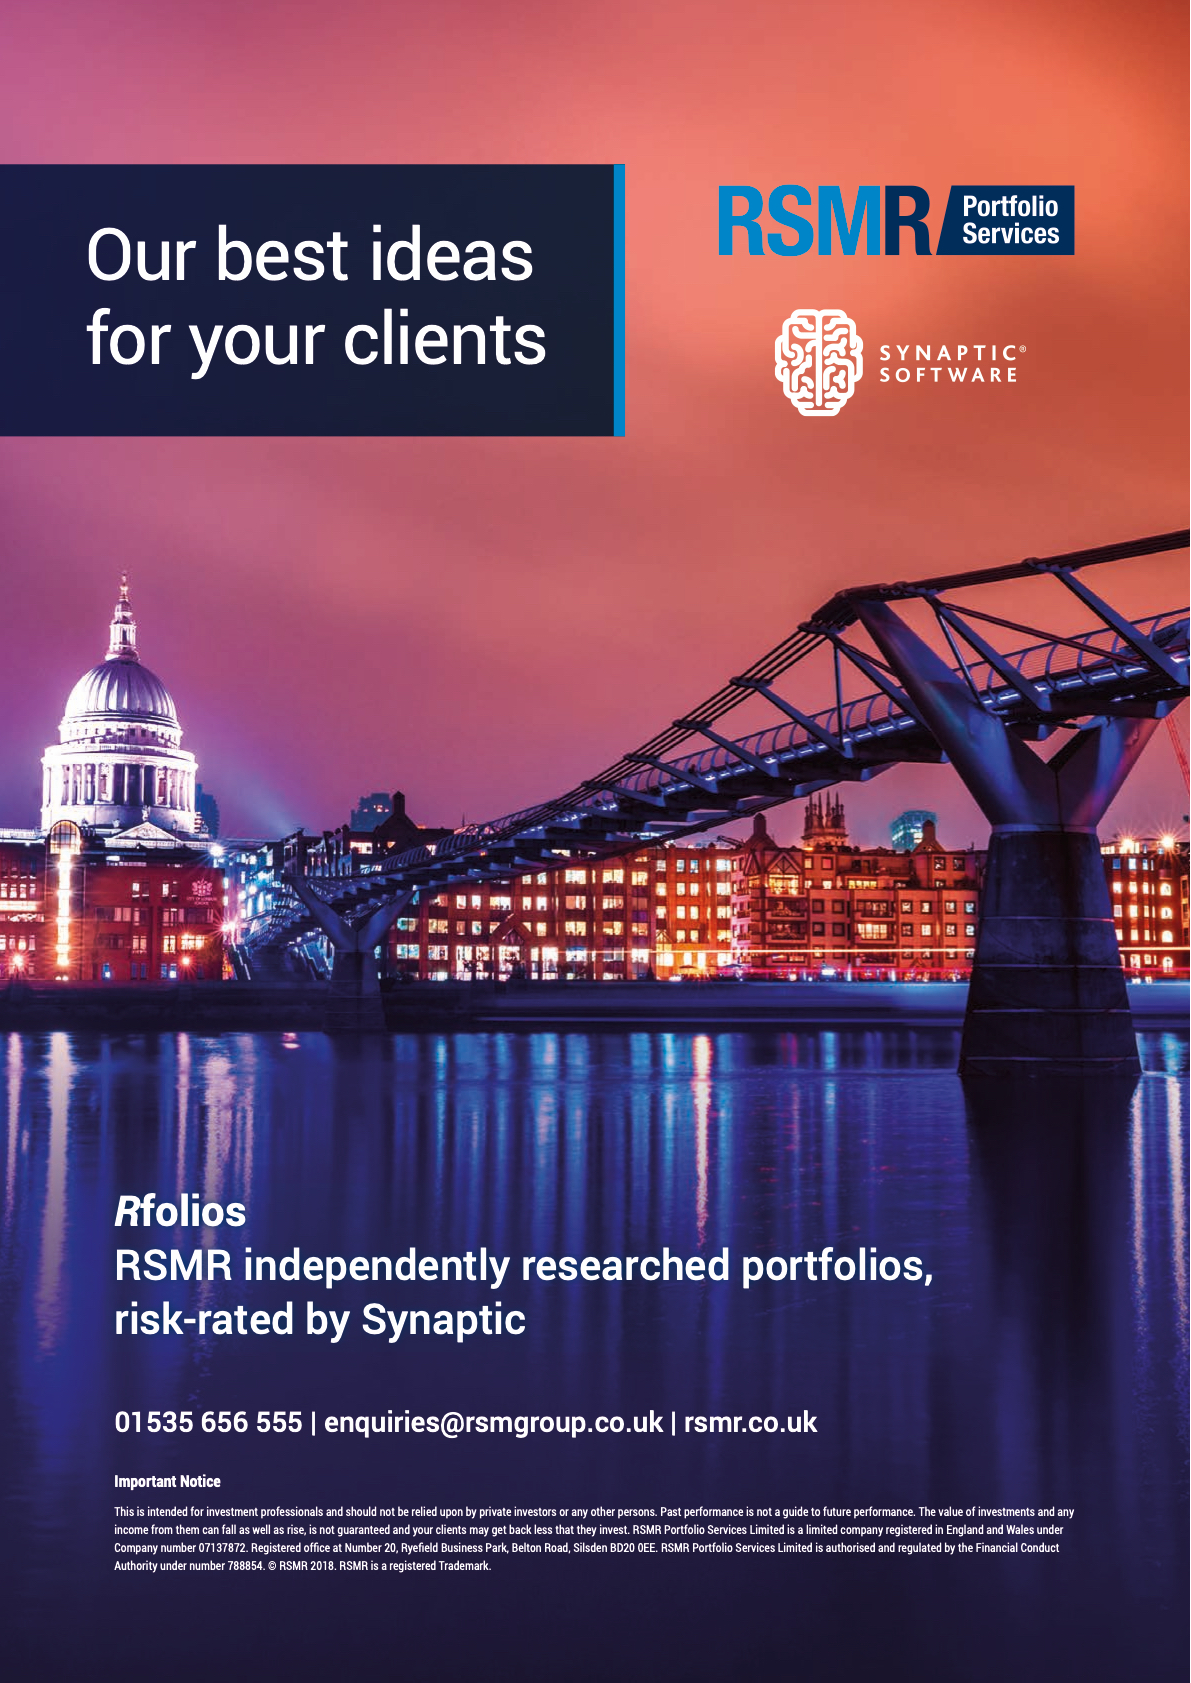 Our best ideas
for your clients
RSMR Portfolio
Services
SYNAPTIC®
SOFTWARE
Rfolios
RSMR independently researched portfolios,
risk-rated by Synaptic
01535 656 555 | enquiries@rsmgroup.co.uk | rsmr.co.uk
Important Notice
This is intended for investment professionals and should not be relied upon by private investors or any other persons. Past performance is not a guide to future performance. The value of investments and any
income from them can fall as well as rise, is not guaranteed and your clients may get back less that they invest. RSMR Portfolio Services Limited is a limited company registered in England and Wales under
Company number 07137872. Registered office at Number 20, Ryefield Business Park, Belton Road, Silsden BD20 0EE. RSMR Portfolio Services Limited is authorised and regulated by the Financial Conduct
Authority under number 788854. © RSMR 2018. RSMR is a registered Trademark.